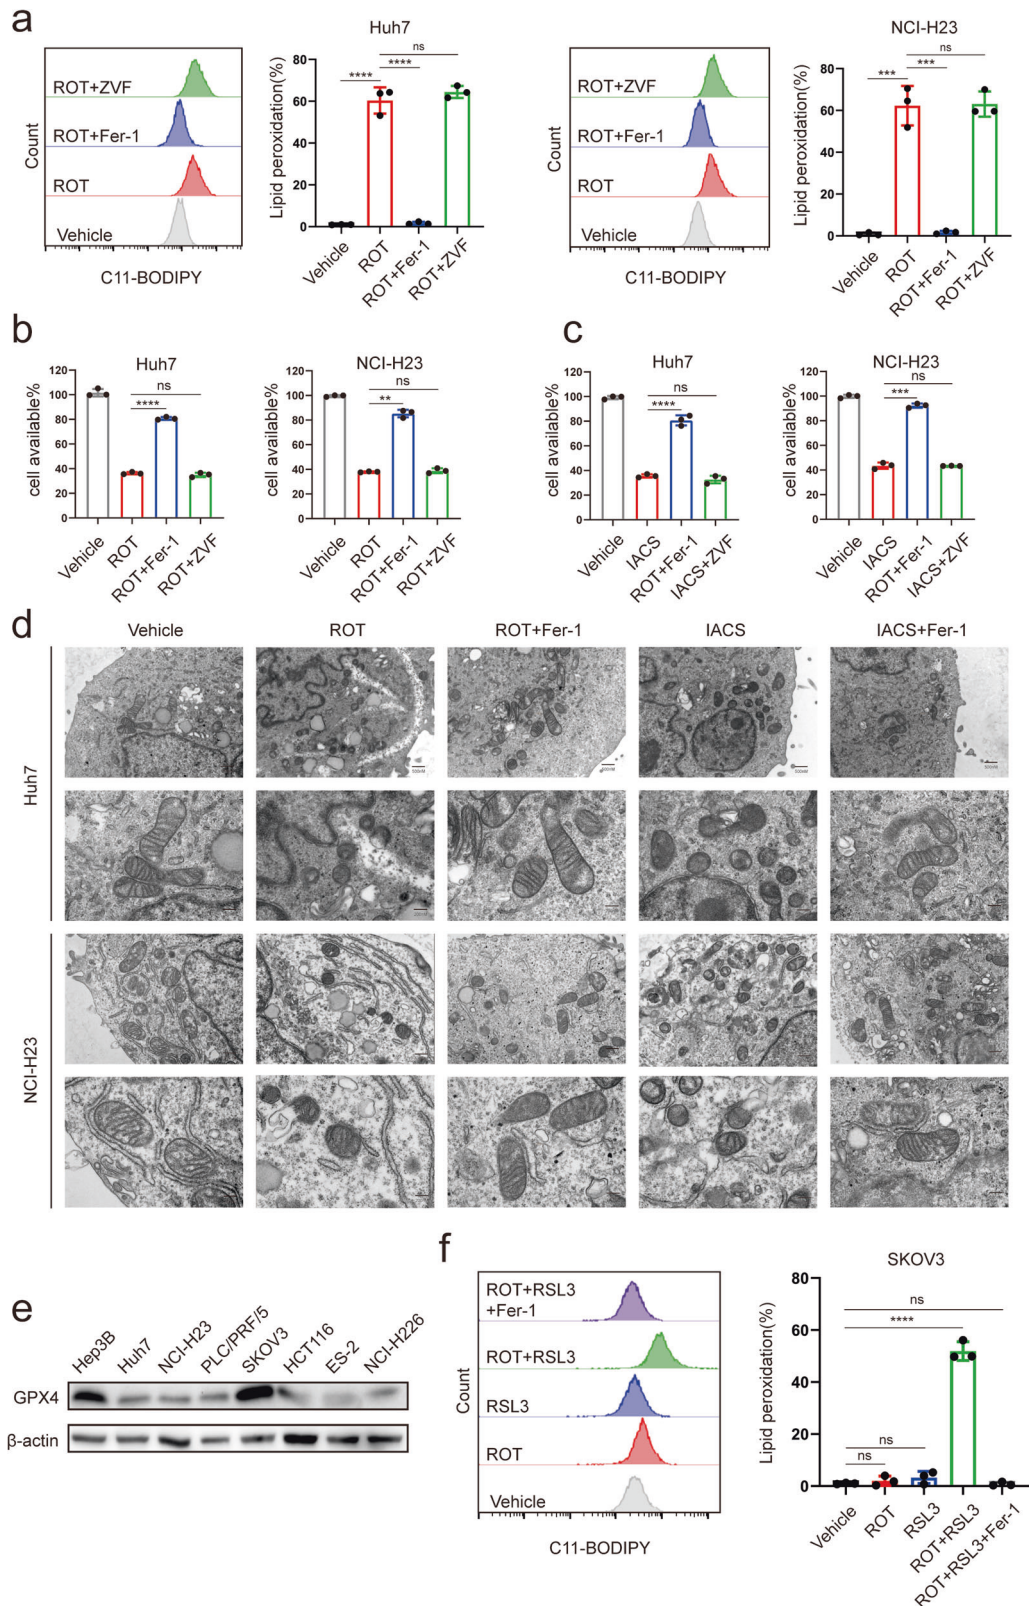 a
Huh7
NCI-H23
ROT+ZVF
ROT+Fer-1
ROT
Vehicle
Count
C11-BODIPY
Lipid peroxidation(%)
80
60
40
20
0
****
****
ns
Vehicle
ROT
ROT+Fer-1
ROT+ZVF
ROT+ZVF
ROT+Fer-1
ROT
Vehicle
Count
C11-BODIPY
Lipid peroxidation(%)
80
60
40
20
0
***
***
ns
Vehicle
ROT
ROT+Fer-1
ROT+ZVF
b
Huh7
cell available%
120
100
80
60
40
20
0
ns
****
Vehicle
ROT
ROT+Fer-1
ROT+ZVF
NCI-H23
cell available%
120
100
80
60
40
20
0
ns
**
Vehicle
ROT
ROT+Fer-1
ROT+ZVF
c
Huh7
cell available%
120
100
80
60
40
20
0
ns
****
Vehicle
IACS
ROT+Fer-1
IACS+ZVF
NCI-H23
cell available%
120
100
80
60
40
20
0
ns
***
Vehicle
IACS
ROT+Fer-1
IACS+ZVF
d
Vehicle
ROT
ROT+Fer-1
IACS
IACS+Fer-1
Huh7
NCI-H23
e
Hep3B
Huh7
NCI-H23
PLC/PRF/5
SKOV3
HCT116
ES-2
NCI-H226
GPX4
β-actin
f
SKOV3
ROT+RSL3
+Fer-1
ROT+RSL3
RSL3
ROT
Vehicle
Count
C11-BODIPY
Lipid peroxidation(%)
80
60
40
20
0
ns
****
ns
ns
Vehicle
ROT
RSL3
ROT+RSL3
ROT+RSL3+Fer-1